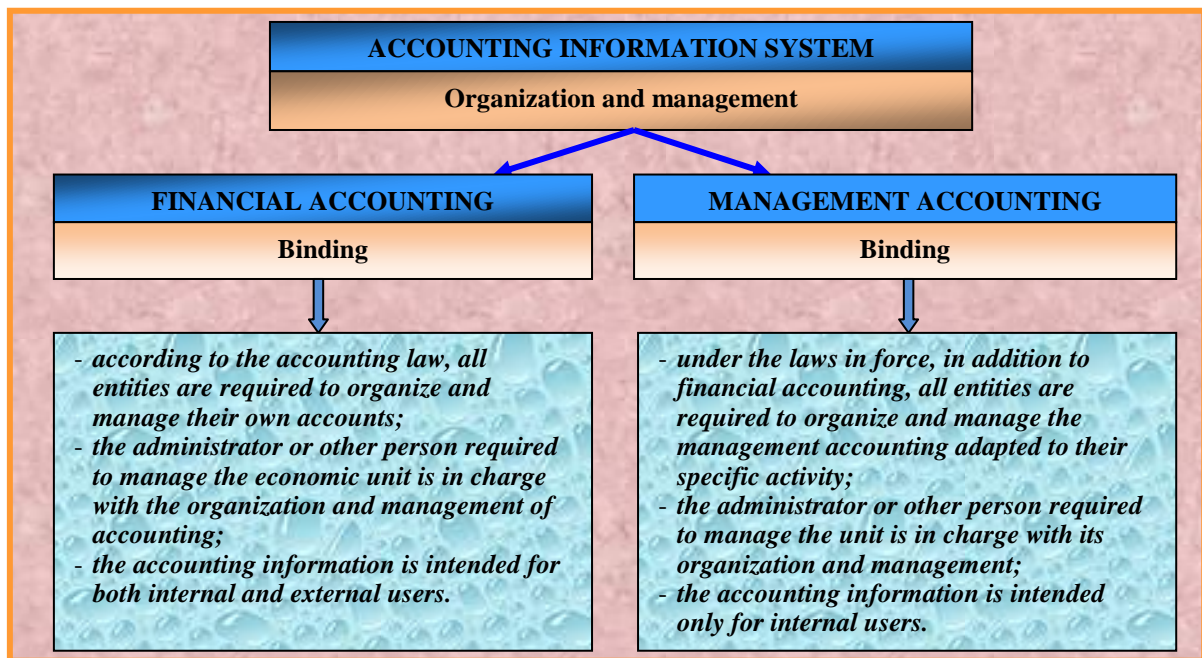 ACCOUNTING INFORMATION SYSTEM
Organization and management
FINANCIAL ACCOUNTING
Binding
- according to the accounting law, all
entities are required to organize and
manage their own accounts;
- the administrator or other person required
to manage the economic unit is in charge
with the organization and management of
accounting;
- the accounting information is intended for
both internal and external users.
MANAGEMENT ACCOUNTING
Binding
- under the laws in force, in addition to
financial accounting, all entities are
required to organize and manage the
management accounting adapted to their
specific activity;
- the administrator or other person required
to manage the unit is in charge with its
organization and management;
- the accounting information is intended
only for internal users.